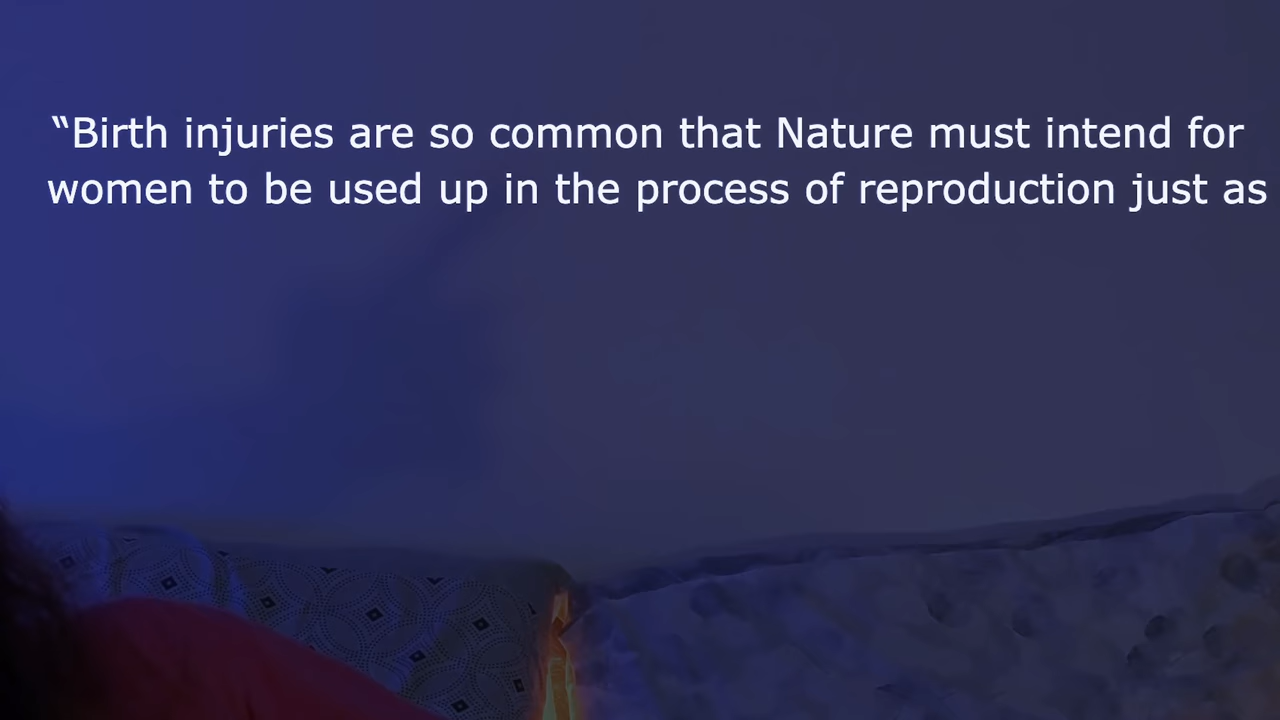 “Birth injuries are so common that Nature must intend for
women to be used up in the process of reproduction just as